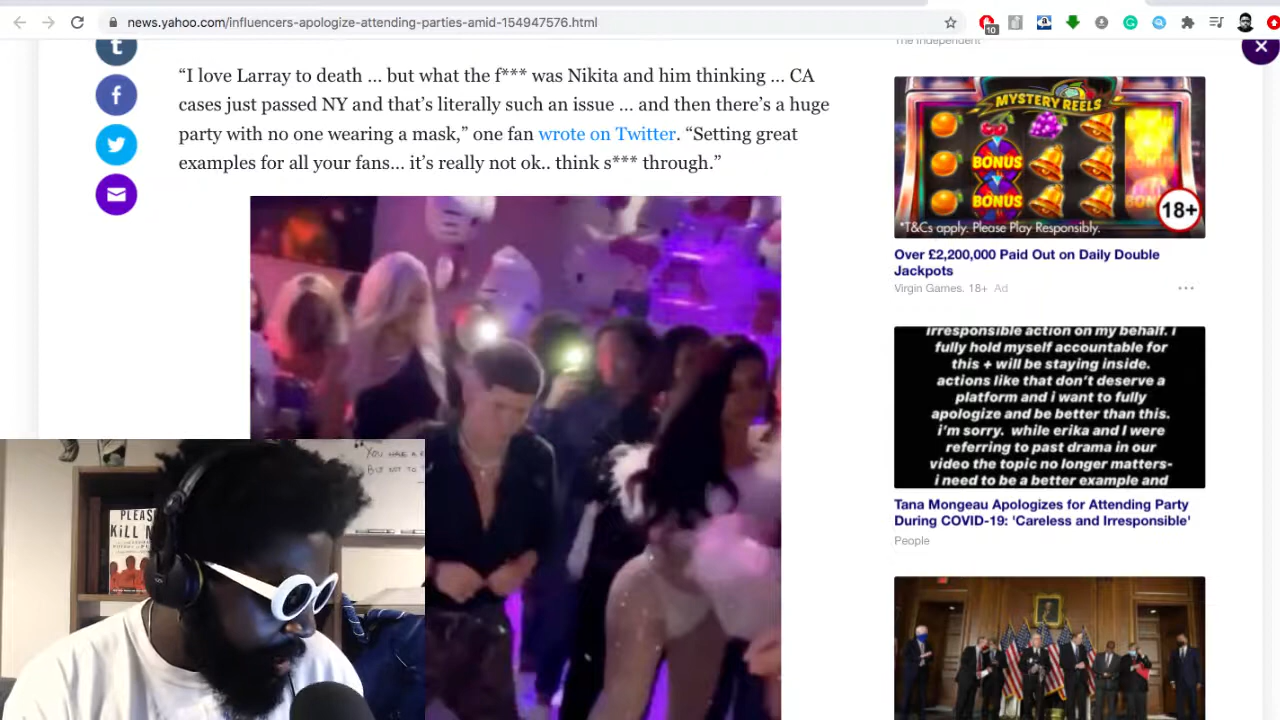 news.yahoo.com/influencers-apologize-attending-parties-amid-154947576.html
10
“I love Larray to death ... but what the f*** was Nikita and him thinking ... CA
cases just passed NY and that’s literally such an issue ... and then there’s a huge
party with no one wearing a mask,” one fan wrote on Twitter. “Setting great
examples for all your fans... it’s really not ok.. think s*** through.”
The Independent
MYSTERY REELS
BONUS
BONUS
18+
*T&Cs apply. Please Play Responsibly.
Over £2,200,000 Paid Out on Daily Double
Jackpots
Virgin Games. 18+ Ad
irresponsible action on my behalf. i
fully hold myself accountable for
this + will be staying inside.
actions like that don’t deserve a
platform and i want to fully
apologize and be better than this.
i’m sorry. while erika and I were
referring to past drama in our
video the topic no longer matters-
i need to be a better example and
Tana Mongeau Apologizes for Attending Party
During COVID-19: 'Careless and Irresponsible'
People
YOU HAVE A
BUT NOT TO
PLEAS
KILL M